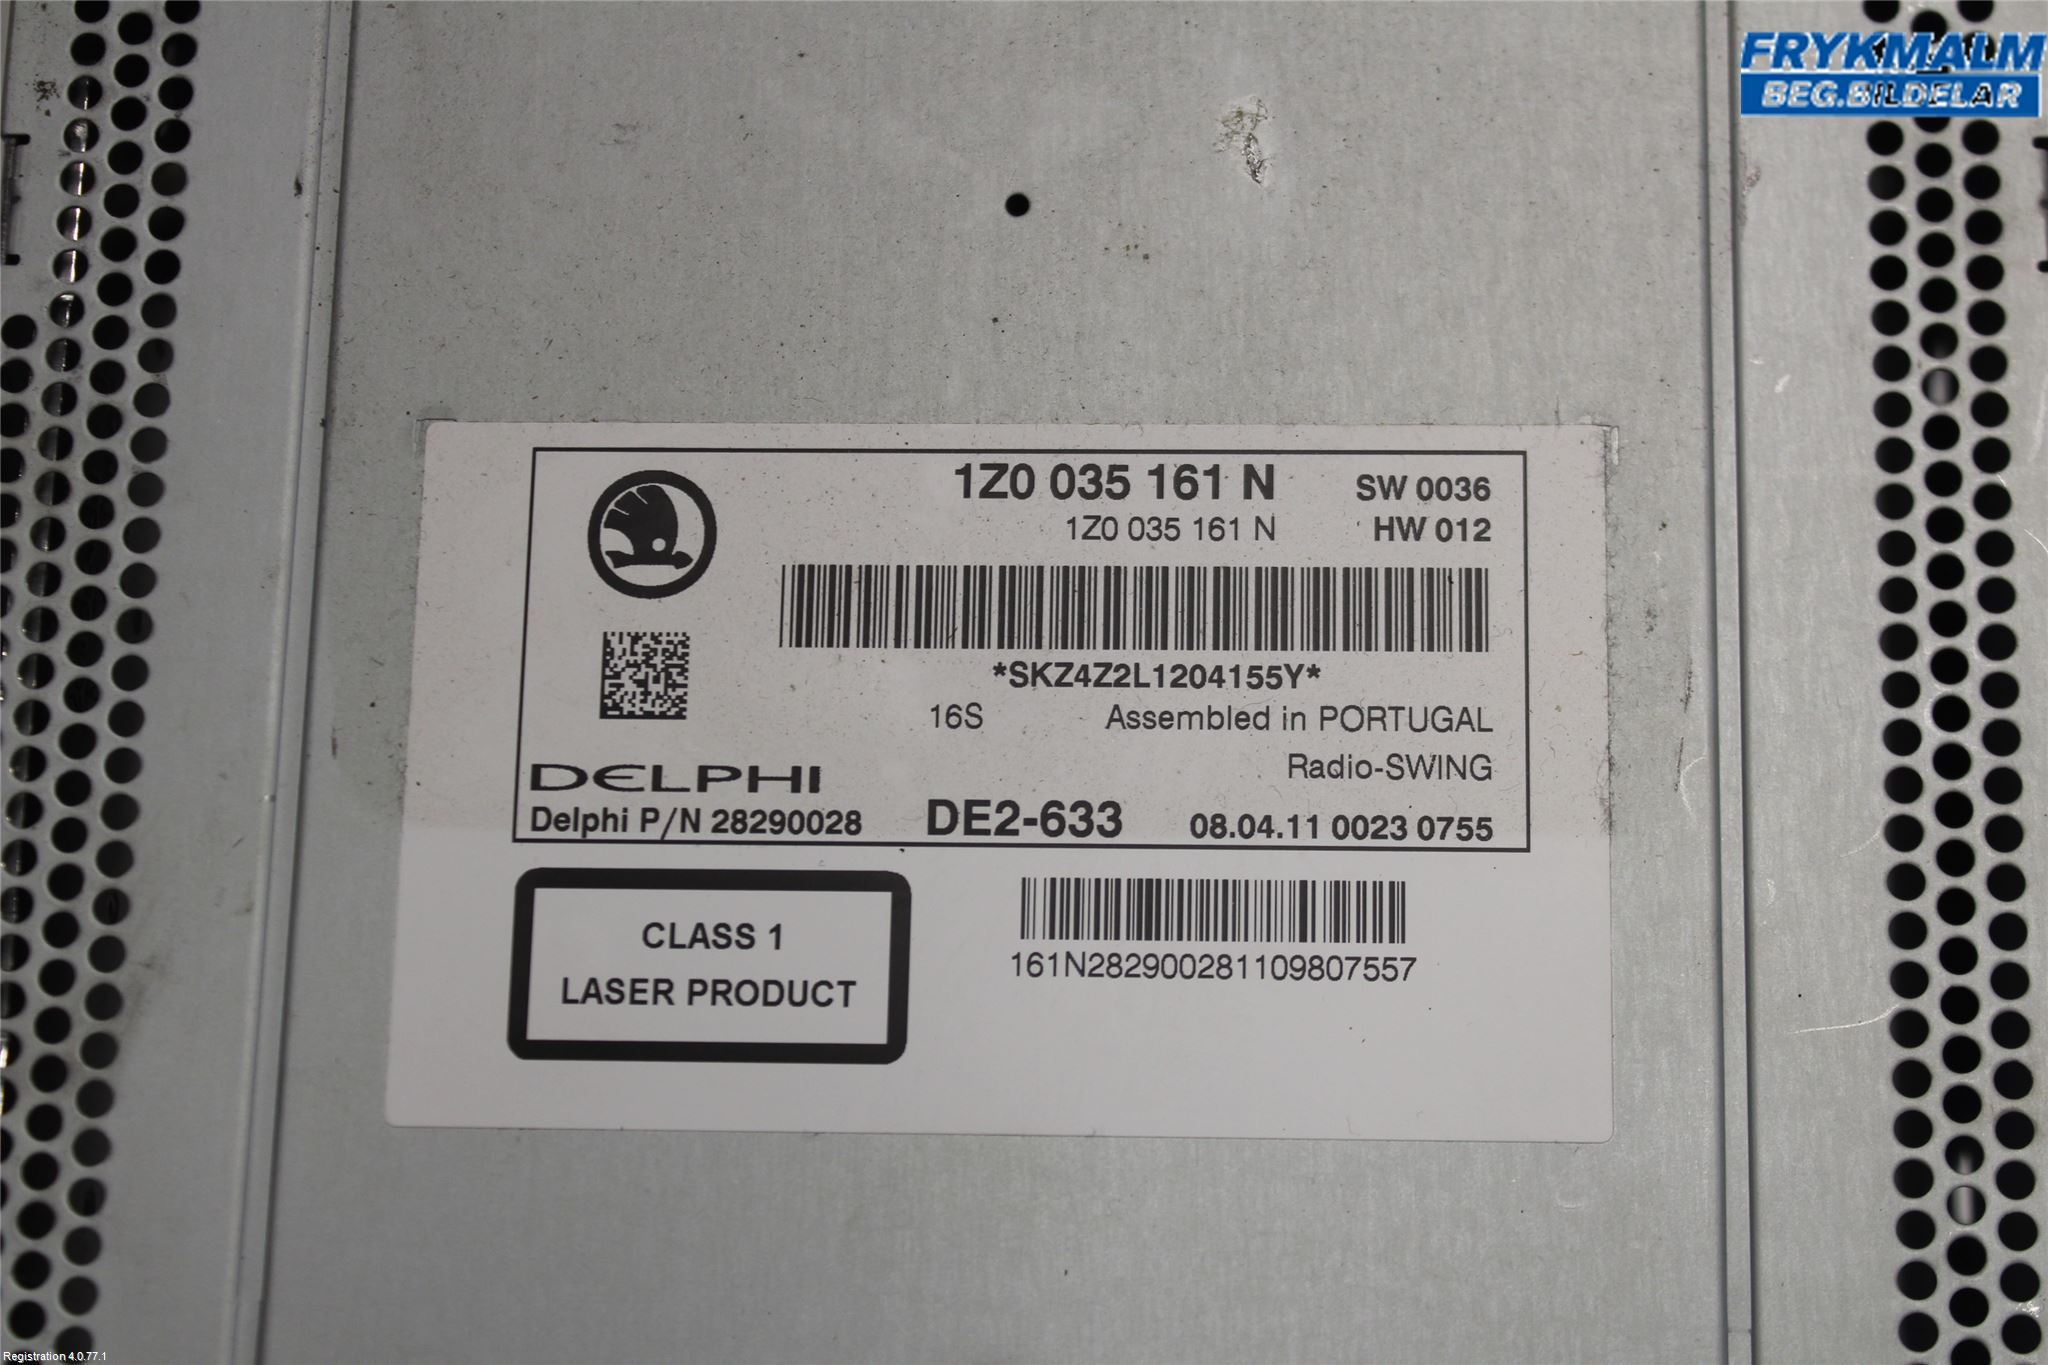 FRYKMALM
BEG.BILDELAR
1Z0 035 161 N SW 0036
1Z0 035 161 N HW 012
*SKZ4Z2L1204155Y*
16S Assembled in PORTUGAL
Radio-SWING
DELPHI
Delphi P/N 28290028 DE2-633 08.04.11 0023 0755
CLASS 1
LASER PRODUCT
161N282900281109807557
Registration 4.0.77.1